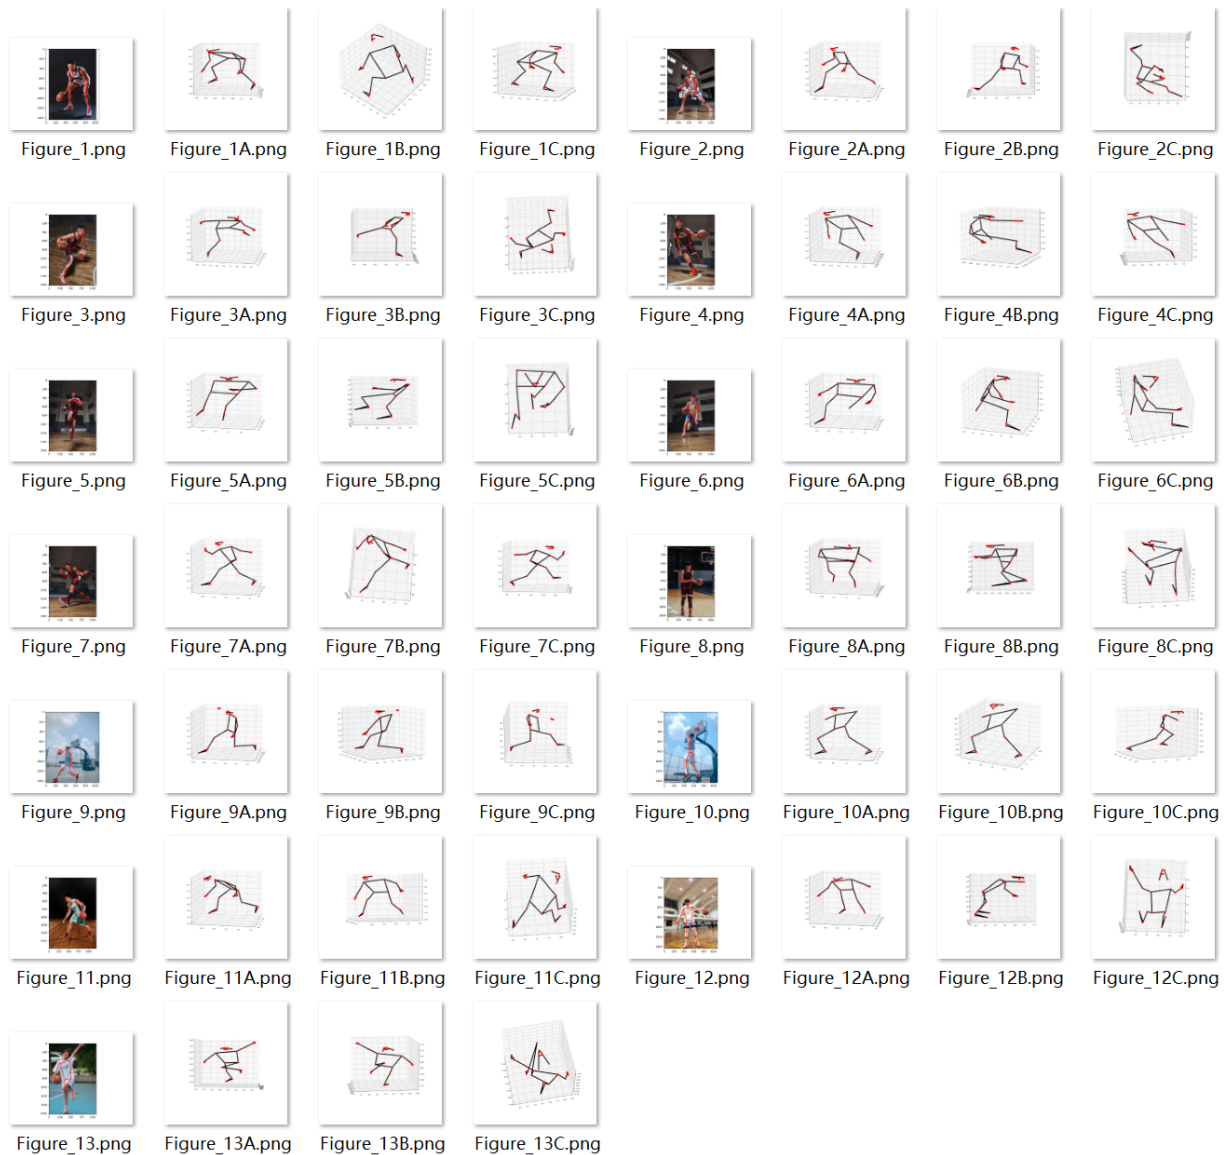 Figure_1.png Figure_1A.png Figure_1B.png Figure_1C.png Figure_2.png Figure_2A.png Figure_2B.png Figure_2C.png
Figure_3.png Figure_3A.png Figure_3B.png Figure_3C.png Figure_4.png Figure_4A.png Figure_4B.png Figure_4C.png
Figure_5.png Figure_5A.png Figure_5B.png Figure_5C.png Figure_6.png Figure_6A.png Figure_6B.png Figure_6C.png
Figure_7.png Figure_7A.png Figure_7B.png Figure_7C.png Figure_8.png Figure_8A.png Figure_8B.png Figure_8C.png
Figure_9.png Figure_9A.png Figure_9B.png Figure_9C.png Figure_10.png Figure_10A.png Figure_10B.png Figure_10C.png
Figure_11.png Figure_11A.png Figure_11B.png Figure_11C.png Figure_12.png Figure_12A.png Figure_12B.png Figure_12C.png
Figure_13.png Figure_13A.png Figure_13B.png Figure_13C.png